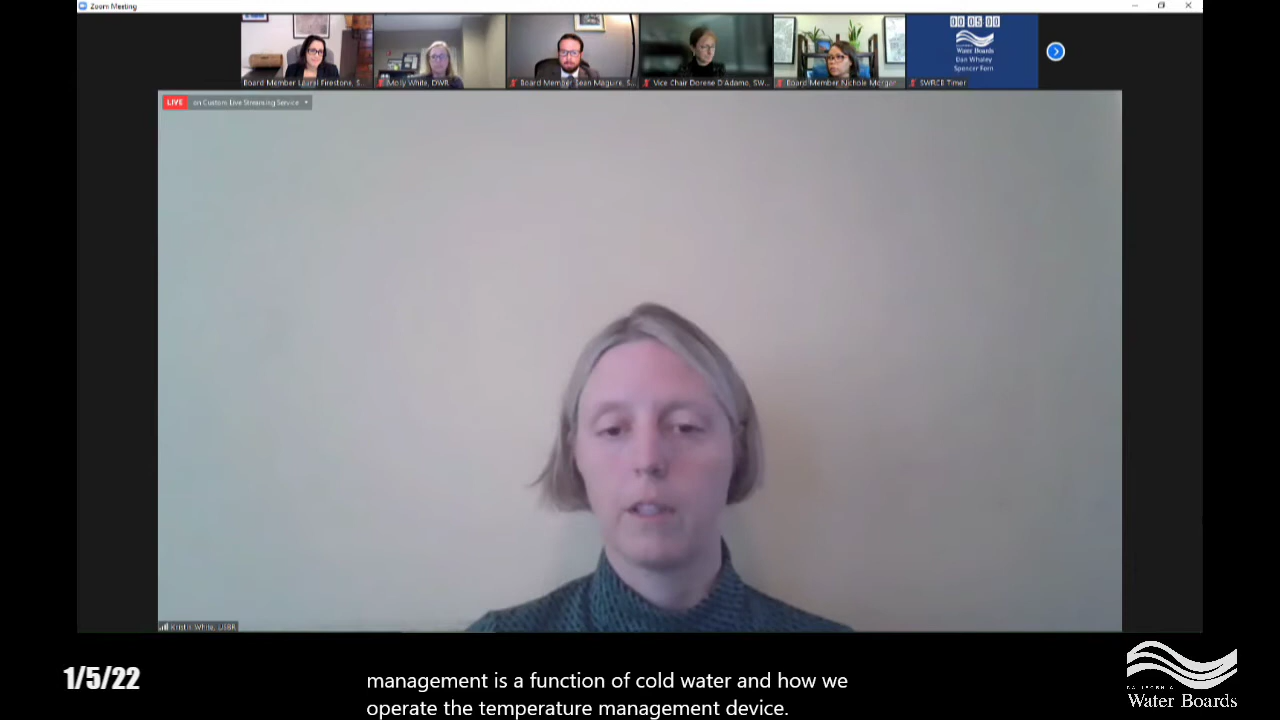 Zoom Meeting
Board Member Laurel Firestone, S...
Molly White, DWR
Board Member Sean Maguire, S...
Vice Chair Dorene D'Adamo, SW...
Board Member Nichole Morgan
00:05:00
Water Boards
Dan Whaley
Spencer Fern
SWRCB Timer
LIVE on Custom Live Streaming Service
Kristin White, USBR
1/5/22
management is a function of cold water and how we
operate the temperature management device.
CALIFORNIA
Water Boards